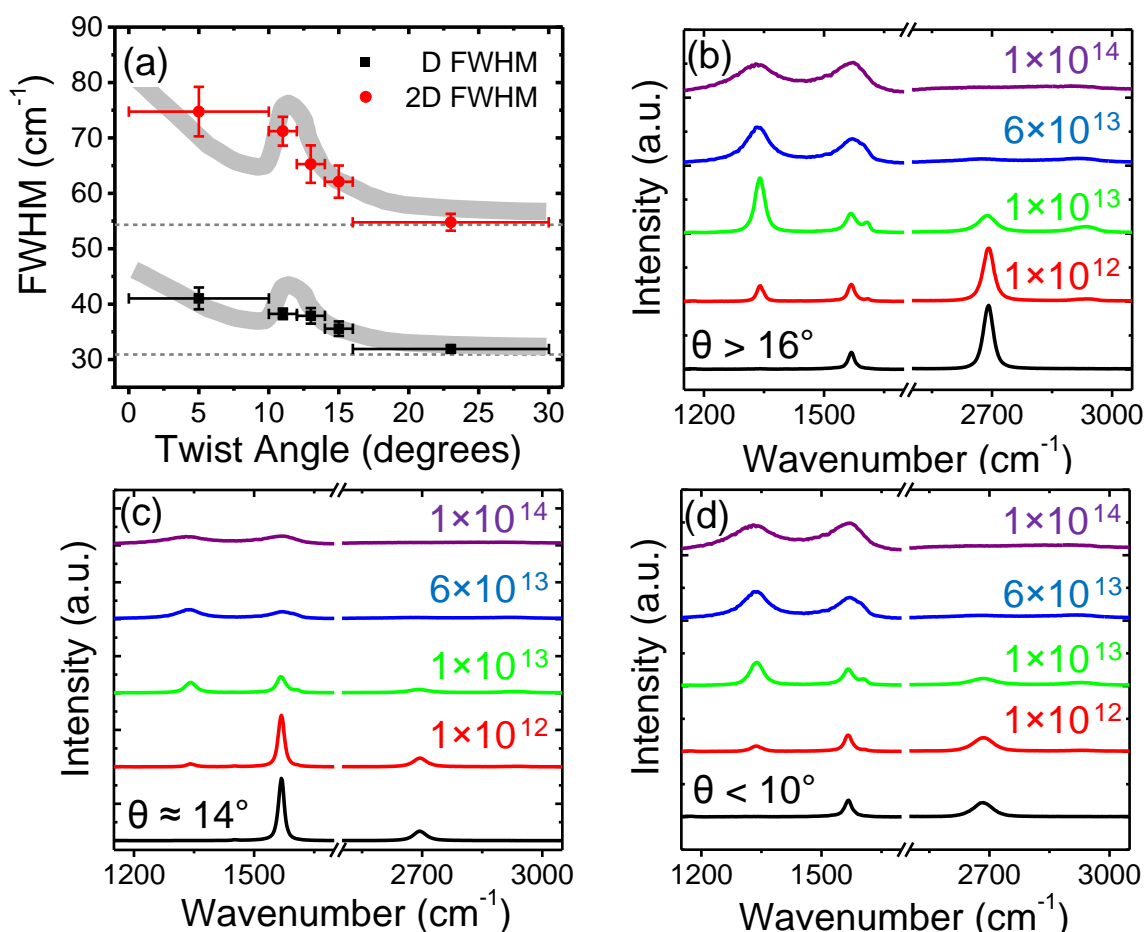 (a)
D FWHM
2D FWHM
90
80
70
60
50
40
30
FWHM (cm⁻¹)
0 5 10 15 20 25 30
Twist Angle (degrees)
(b)
1×10¹⁴
6×10¹³
1×10¹³
1×10¹²
θ > 16°
Intensity (a.u.)
1200 1500 2700 3000
Wavenumber (cm⁻¹)
(c)
1×10¹⁴
6×10¹³
1×10¹³
1×10¹²
θ ≈ 14°
Intensity (a.u.)
1200 1500 2700 3000
Wavenumber (cm⁻¹)
(d)
1×10¹⁴
6×10¹³
1×10¹³
1×10¹²
θ < 10°
Intensity (a.u.)
1200 1500 2700 3000
Wavenumber (cm⁻¹)